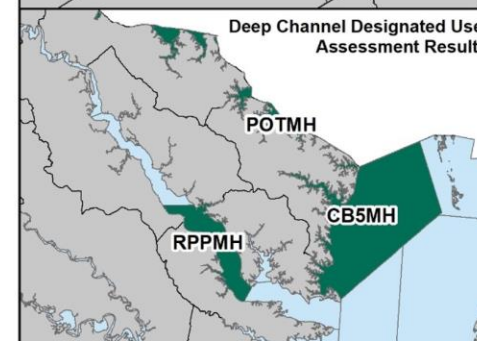 Deep Channel Designated Use
Assessment Result
POTMH
CB5MH
RPPMH